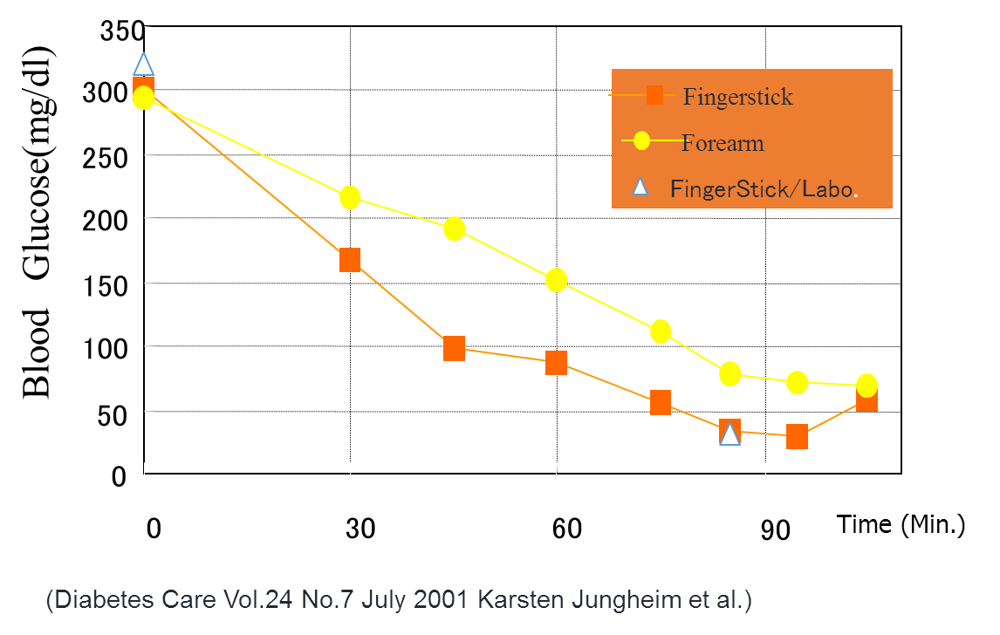 350
300
250
200
150
100
50
0
Blood Glucose(mg/dl)
Fingerstick
Forearm
FingerStick/Labo.
0 30 60 90 Time (Min.)
(Diabetes Care Vol.24 No.7 July 2001 Karsten Jungheim et al.)